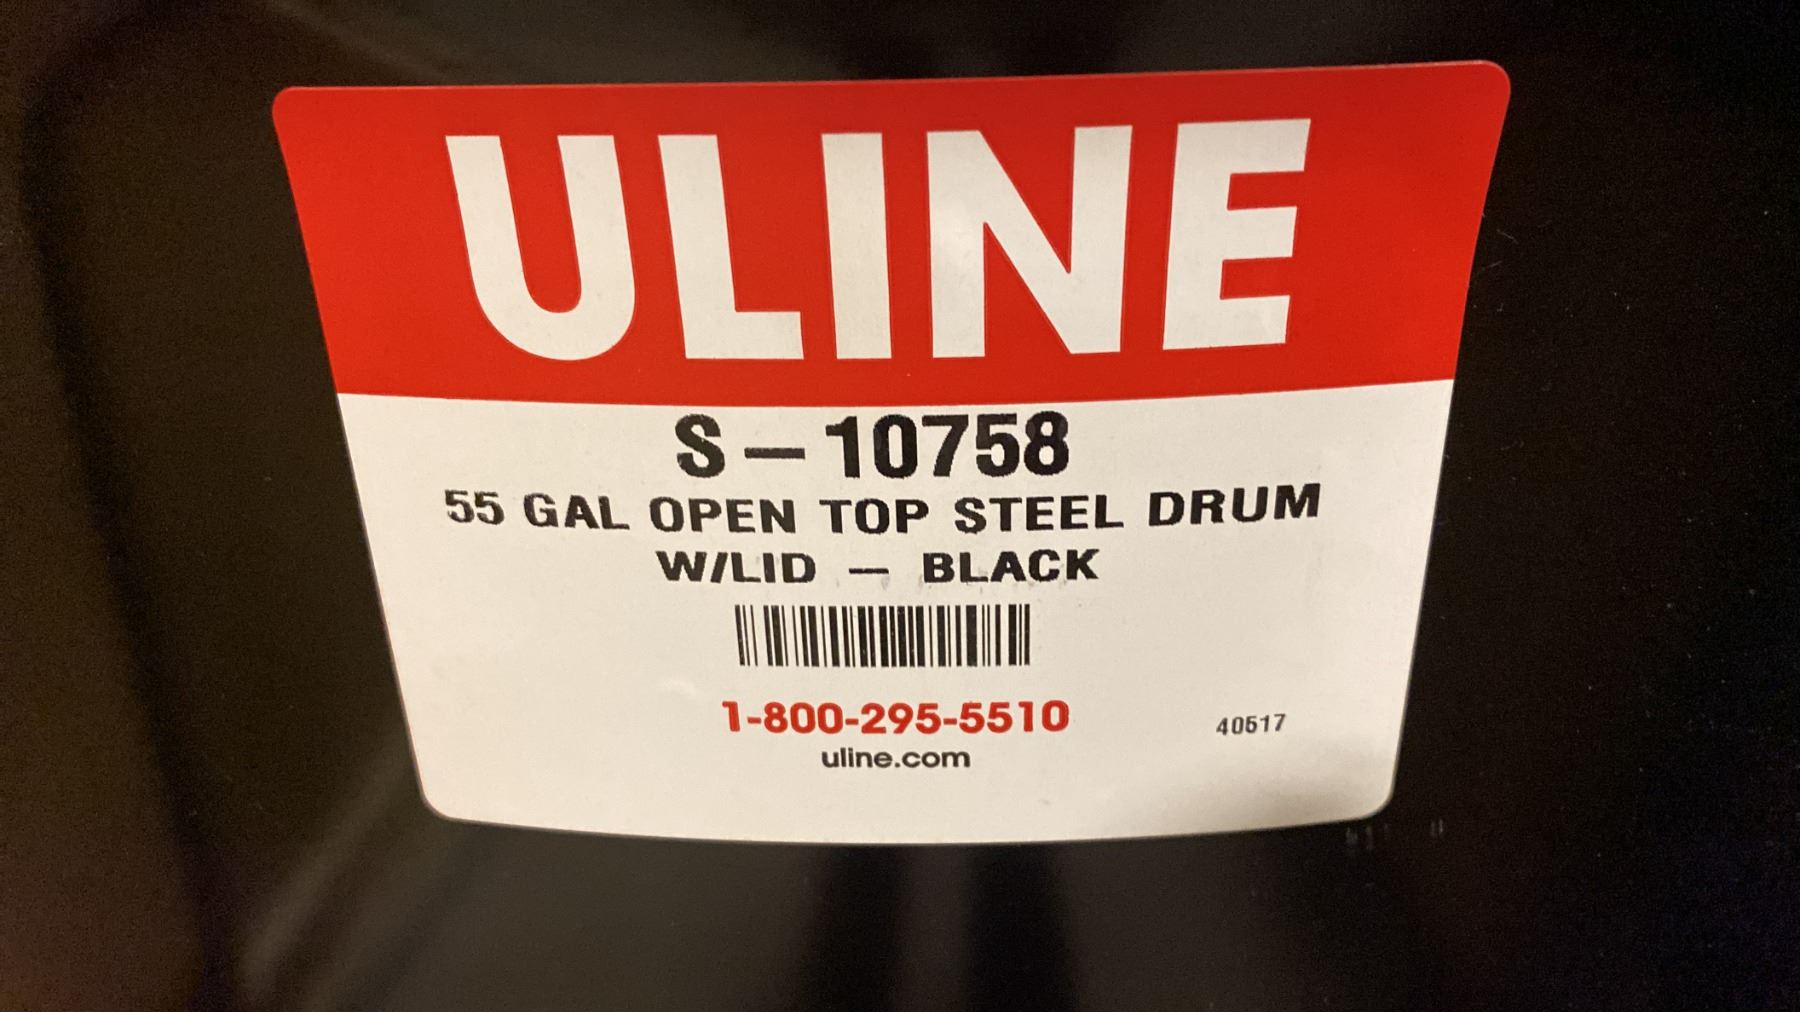 ULINE
S – 10758
55 GAL OPEN TOP STEEL DRUM
W/LID – BLACK
1-800-295-5510
40517
uline.com